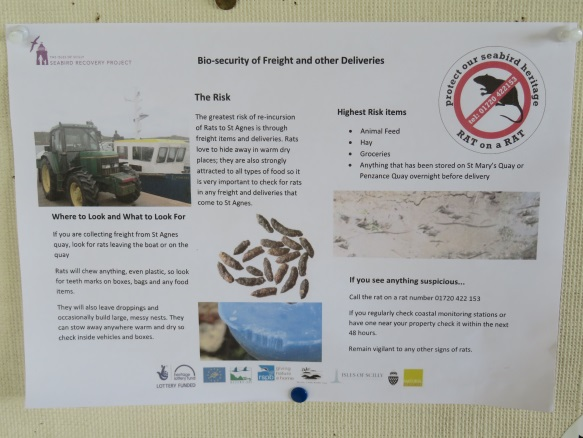 THE ISLES OF SCILLY
SEABIRD RECOVERY PROJECT
Bio-security of Freight and other Deliveries
protect our seabird heritage
tel: 01720 422153
RAT on a RAT
The Risk
The greatest risk of re-incursion
of Rats to St Agnes is through
freight items and deliveries. Rats
love to hide away in warm dry
places; they are also strongly
attracted to all types of food so it
is very important to check for rats
in any freight and deliveries that
come to St Agnes.
Highest Risk items
• Animal Feed
• Hay
• Groceries
• Anything that has been stored on St Mary's Quay or
Penzance Quay overnight before delivery
Where to Look and What to Look For
If you are collecting freight from St Agnes
quay, look for rats leaving the boat or on the
quay
Rats will chew anything, even plastic, so look
for teeth marks on boxes, bags and any food
items.
They will also leave droppings and
occasionally build large, messy nests. They
can stow away anywhere warm and dry so
check inside vehicles and boxes.
If you see anything suspicious...
Call the rat on a rat number 01720 422 153
If you regularly check coastal monitoring stations or
have one near your property check it within the next
48 hours.
Remain vigilant to any other signs of rats.
heritage
lottery fund
LOTTERY FUNDED
rspb
ISLES OF SCILLY